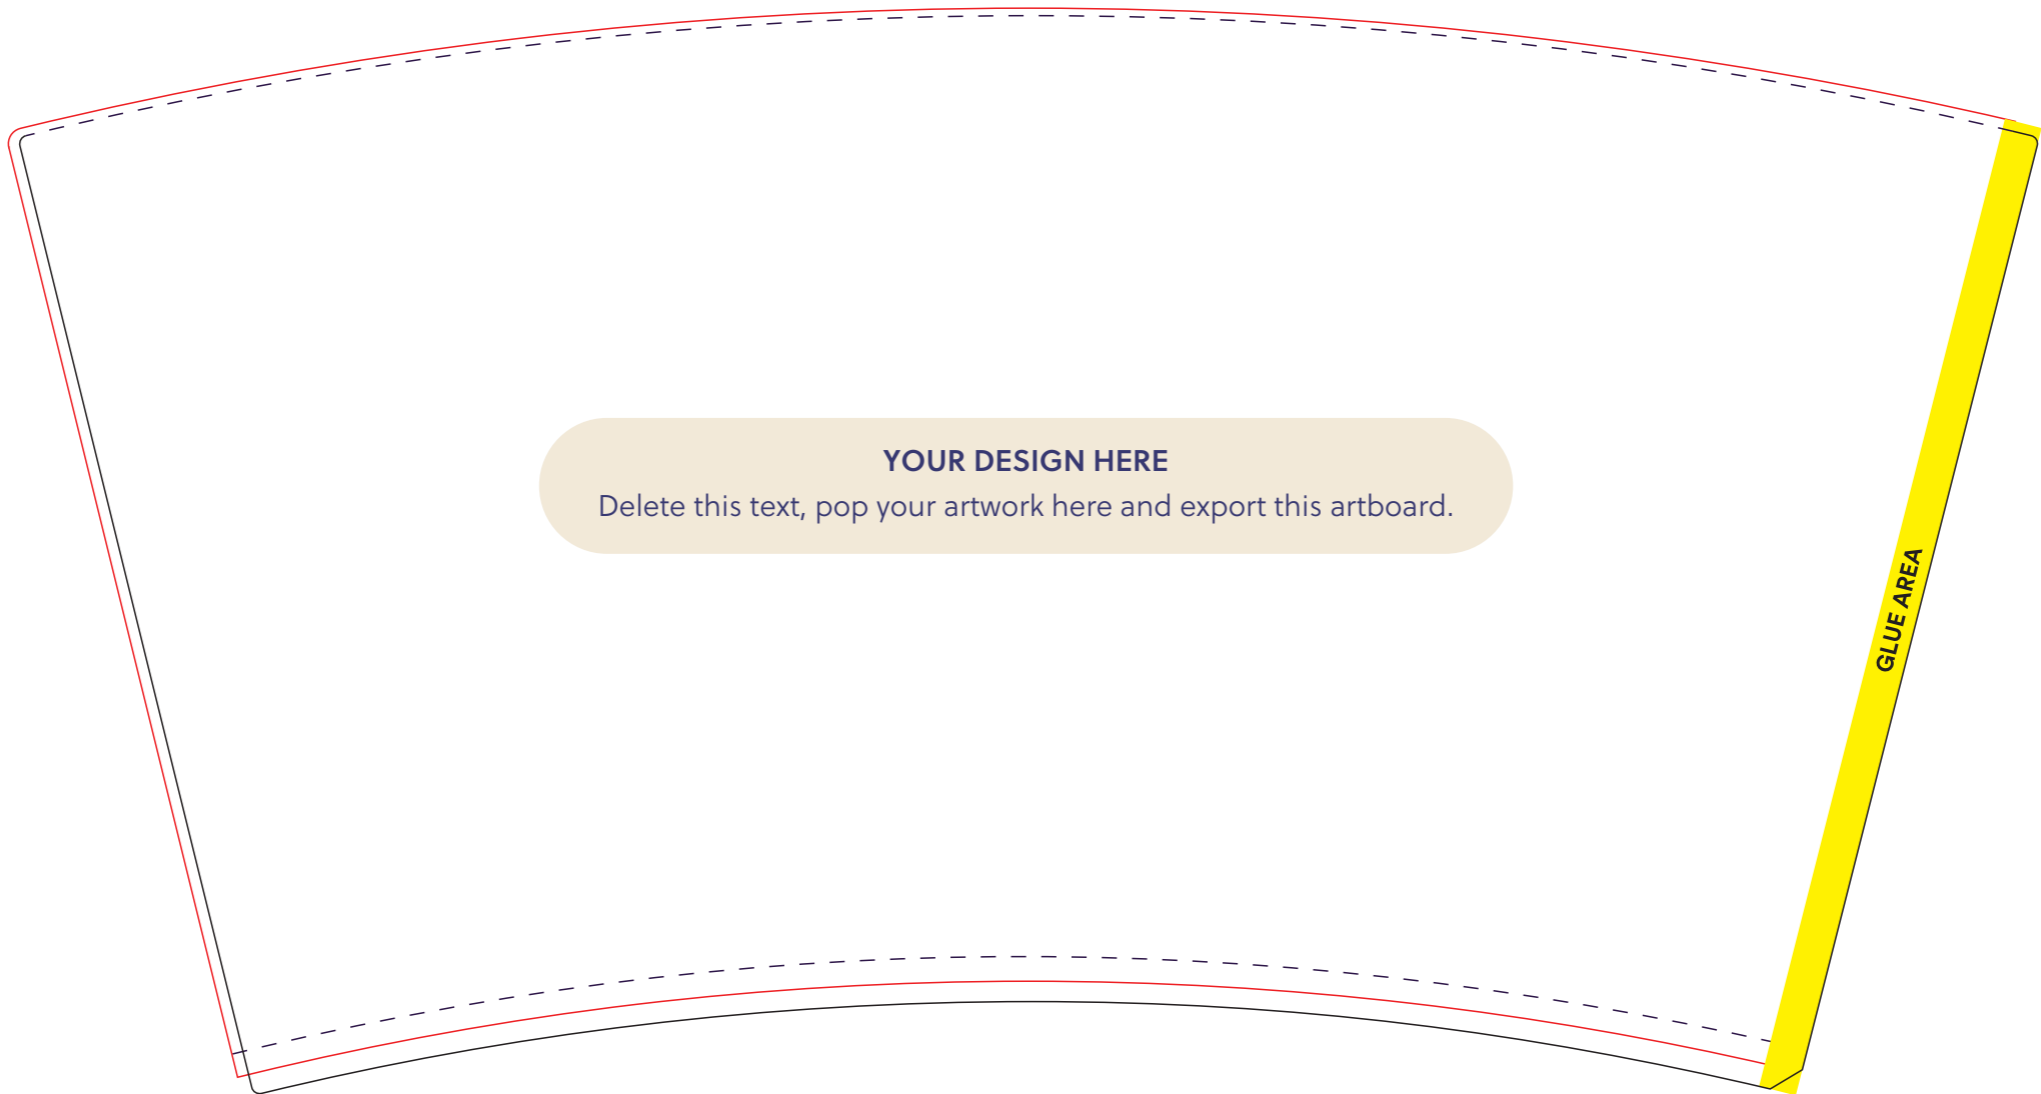 YOUR DESIGN HERE
Delete this text, pop your artwork here and export this artboard.
GLUE AREA